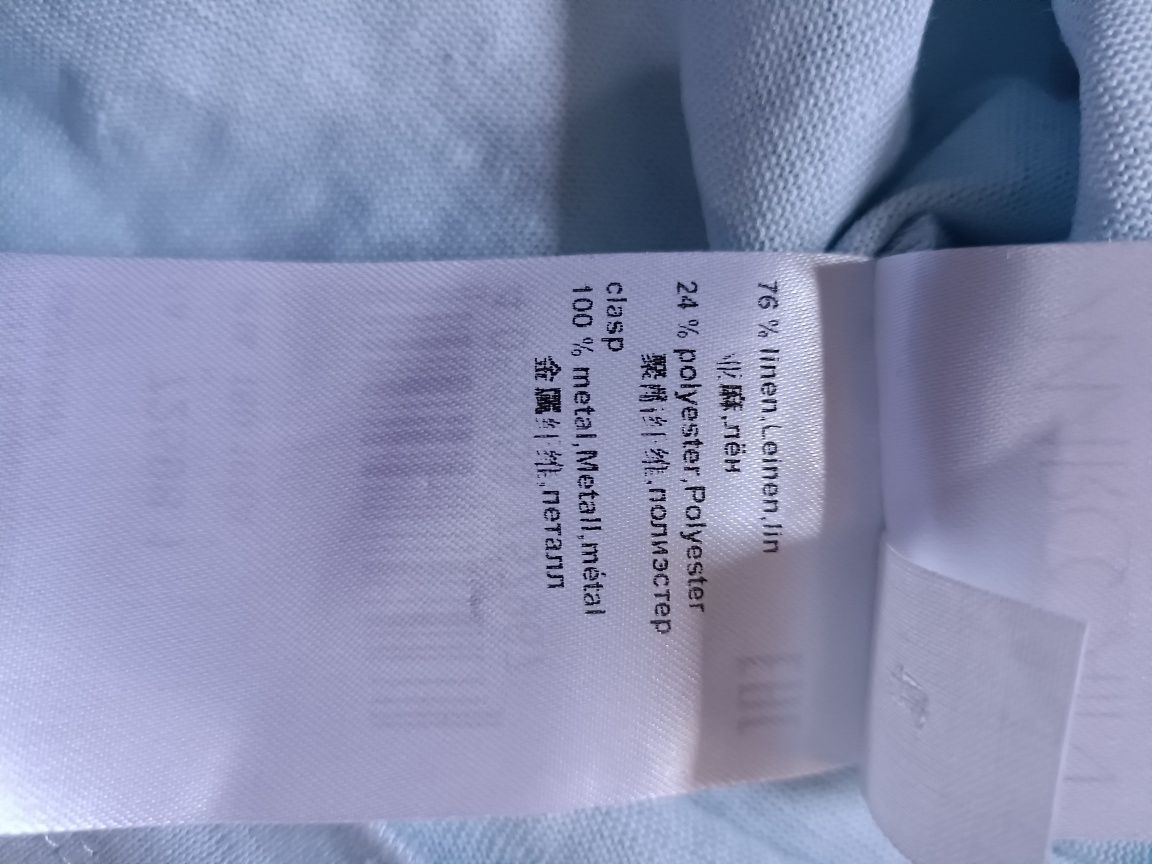 76 % linen,Leinen,lin
亚麻,лён
24 % polyester,Polyester
聚酯纤维,полиэстер
clasp
100 % metal,Metall,métal
金属纤维,петалл